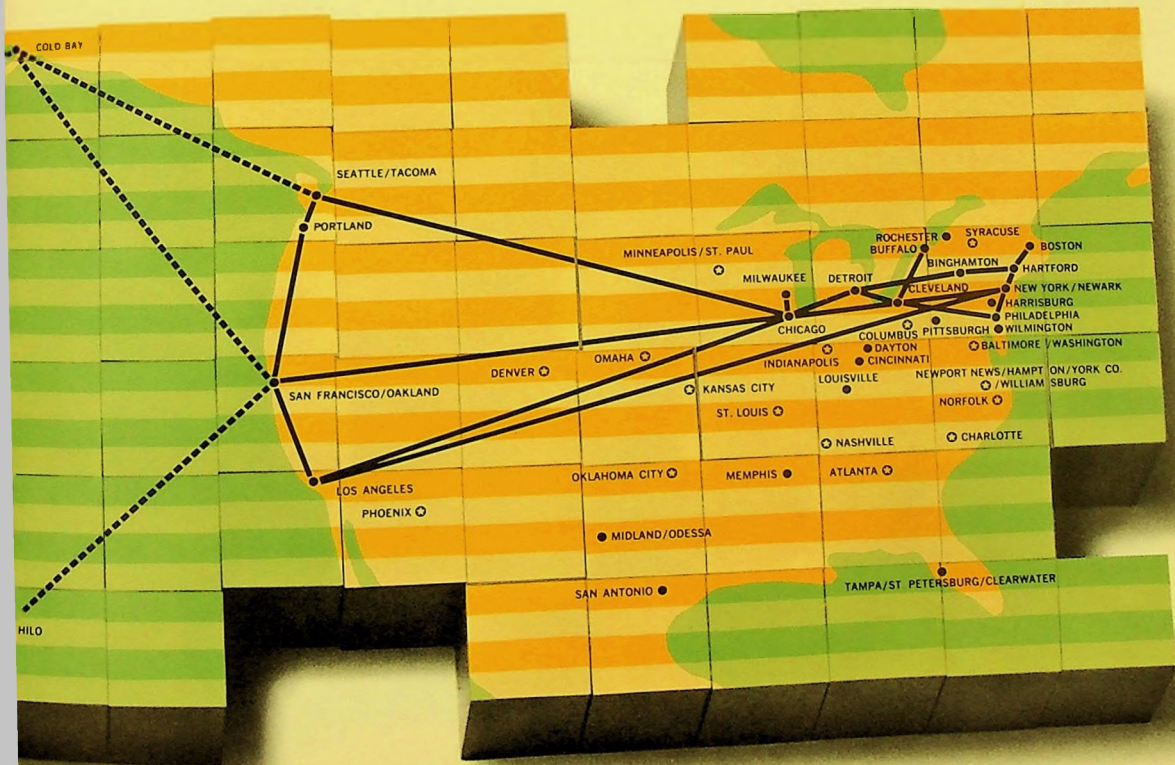 COLD BAY
SEATTLE/TACOMA
PORTLAND
MINNEAPOLIS/ST. PAUL
MILWAUKEE
DETROIT
ROCHESTER
SYRACUSE
BUFFALO
BOSTON
BINGHAMTON
HARTFORD
CLEVELAND
NEW YORK/NEWARK
HARRISBURG
PHILADELPHIA
CHICAGO
COLUMBUS
PITTSBURGH
WILMINGTON
OMAHA
INDIANAPOLIS
DAYTON
BALTIMORE/WASHINGTON
CINCINNATI
DENVER
SAN FRANCISCO/OAKLAND
KANSAS CITY
LOUISVILLE
NEWPORT NEWS/HAMPTON/YORK CO.
/WILLIAMSBURG
ST. LOUIS
NORFOLK
NASHVILLE
CHARLOTTE
LOS ANGELES
OKLAHOMA CITY
MEMPHIS
ATLANTA
PHOENIX
MIDLAND/ODESSA
SAN ANTONIO
TAMPA/ST PETERSBURG/CLEARWATER
HILO